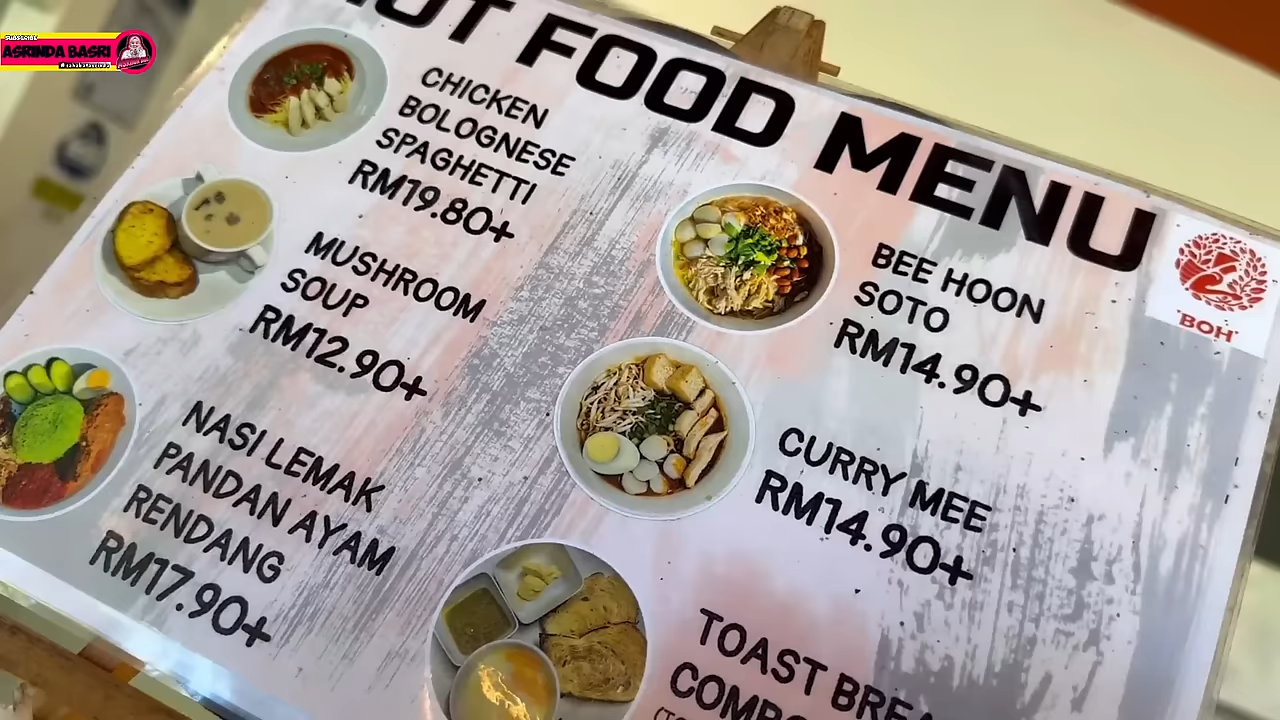 SUBSCRIBE
ASRINDA BASRI
FOOD MENU
CHICKEN
BOLOGNESE
SPAGHETTI
RM19.80+
MUSHROOM
SOUP
RM12.90+
NASI LEMAK
PANDAN AYAM
RENDANG
RM17.90+
BEE HOON
SOTO
RM14.90+
CURRY MEE
RM14.90+
TOAST
BOH